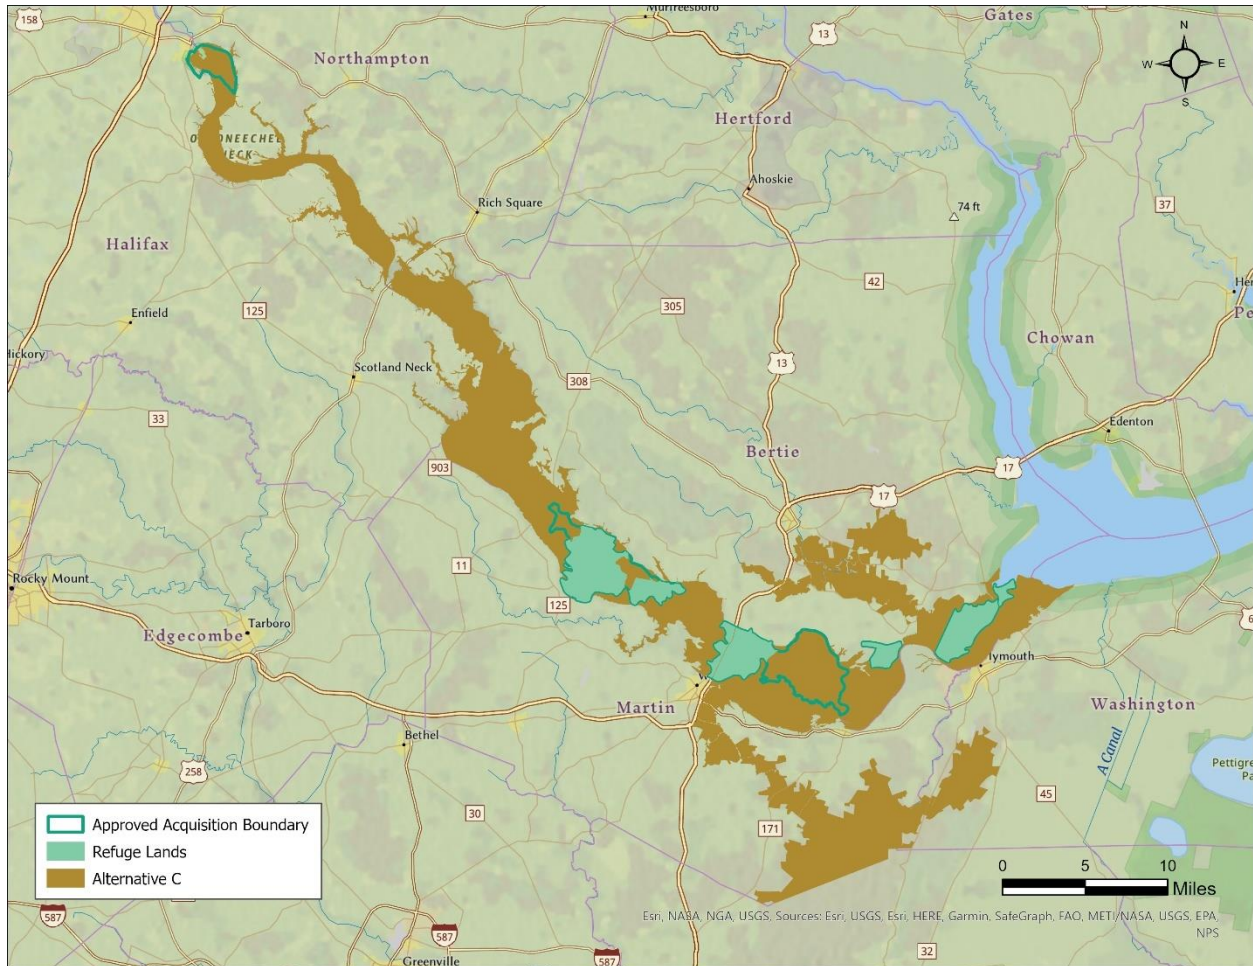 Murfreesboro
Gates
158
13
Northampton
N
W E
S
Hertford
OCCONEECHEE
NECK
Ahoskie
Rich Square
74 ft
37
Halifax
42
305
125
Enfield
Chowan
Hickory
13
Scotland Neck
308
33
Edenton
Bertie
903
17
17
11
Rocky Mount
125
Tarboro
Edgecombe
Plymouth
Martin
Washington
A Canal
Bethel
258
45
30
171
Approved Acquisition Boundary
Refuge Lands
Alternative C
0 5 10
Miles
Esri, NASA, NGA, USGS, Sources: Esri, USGS, Esri, HERE, Garmin, SafeGraph, FAO, METI/NASA, USGS, EPA,
NPS
587
587
587
32
Greenville